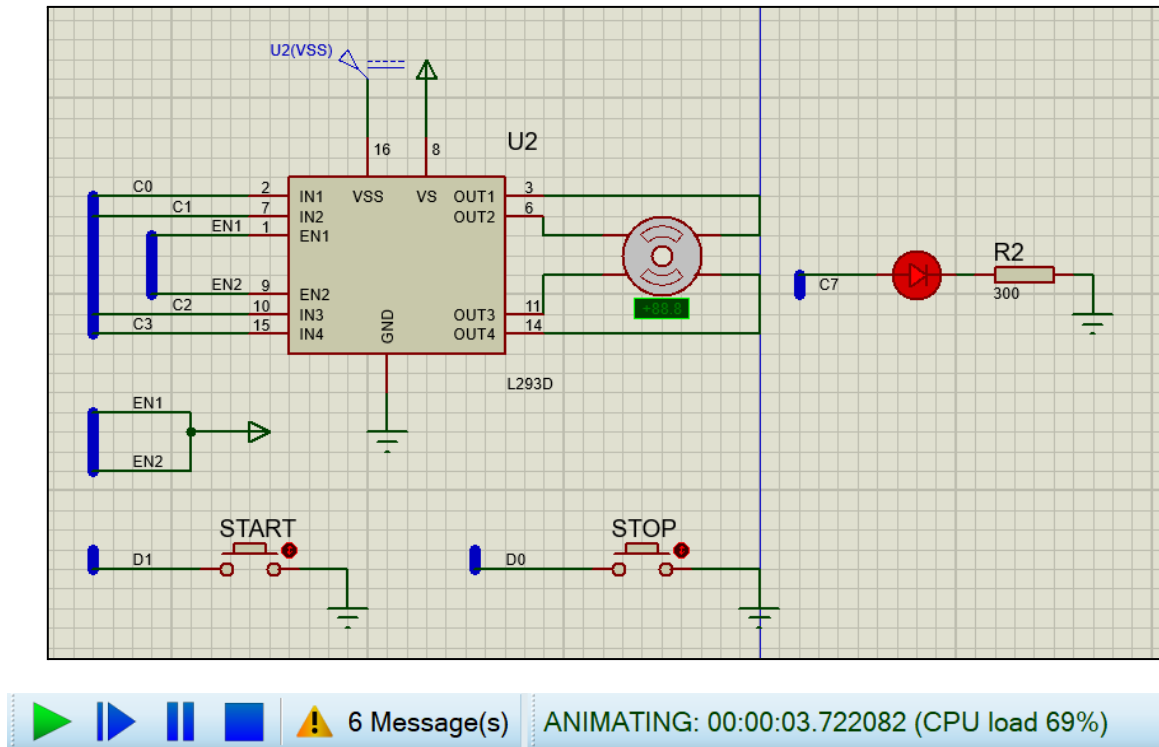 U2(VSS)
U2
16 8
C0 2 IN1 VSS VS OUT1 3
C1 7 IN2 OUT2 6
EN1 1 EN1
EN2 9 EN2
C2 10 IN3 OUT3 11
C3 15 IN4 GND OUT4 14
L293D
+88.8
C7
R2
300
EN1
EN2
START
D1
STOP
D0
6 Message(s) ANIMATING: 00:00:03.722082 (CPU load 69%)